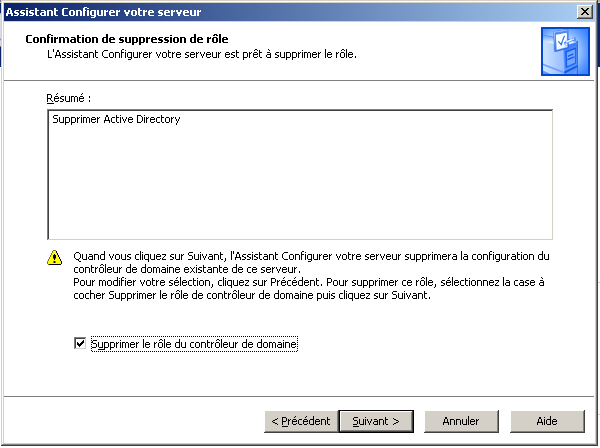 Assistant Configurer votre serveur
Confirmation de suppression de rôle
L'Assistant Configurer votre serveur est prêt à supprimer le rôle.
Résumé :
Supprimer Active Directory
Quand vous cliquez sur Suivant, l'Assistant Configurer votre serveur supprimera la configuration du
contrôleur de domaine existante de ce serveur.
Pour modifier votre sélection, cliquez sur Précédent. Pour supprimer ce rôle, sélectionnez la case à
cocher Supprimer le rôle de contrôleur de domaine puis cliquez sur Suivant.
Supprimer le rôle du contrôleur de domaine
< Précédent
Suivant >
Annuler
Aide